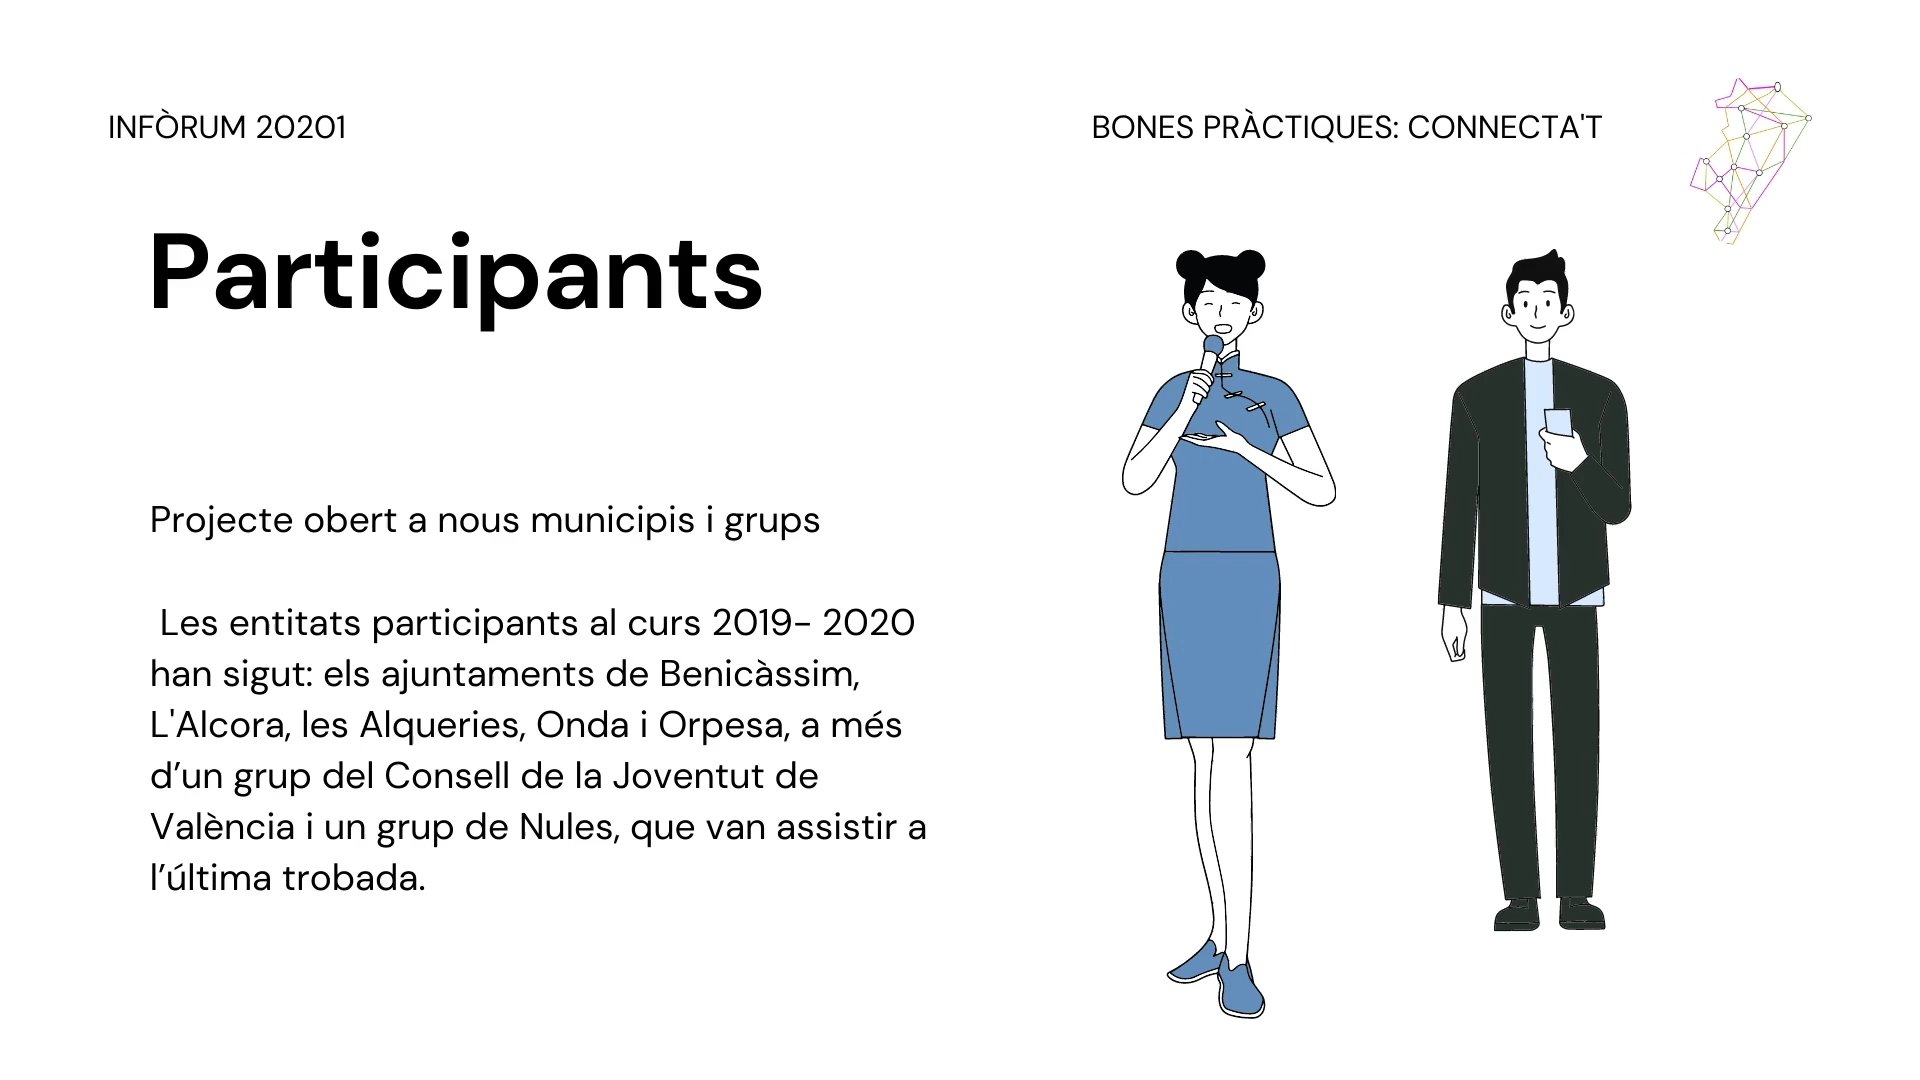 INFÒRUM 20201
BONES PRÀCTIQUES: CONNECTA'T
Participants
Projecte obert a nous municipis i grups
Les entitats participants al curs 2019- 2020
han sigut: els ajuntaments de Benicàssim,
L'Alcora, les Alqueries, Onda i Orpesa, a més
d’un grup del Consell de la Joventut de
València i un grup de Nules, que van assistir a
l’última trobada.